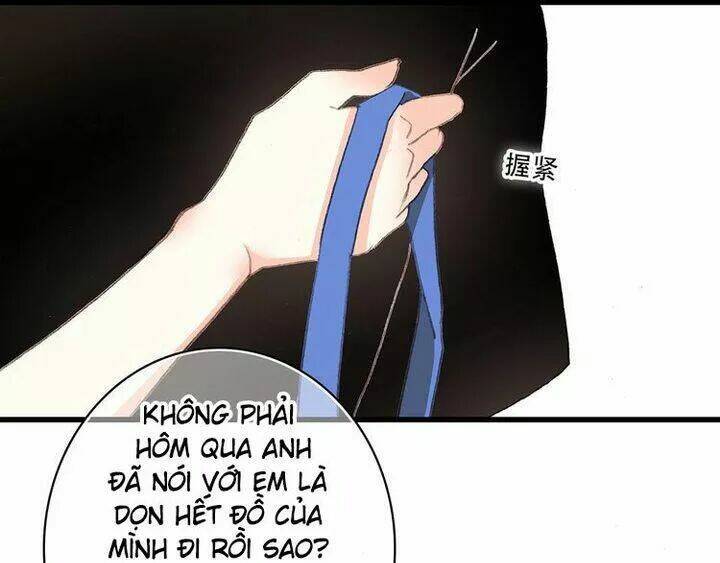 握紧
KHÔNG PHẢI
HÔM QUA ANH
ĐÃ NÓI VỚI EM LÀ
DỌN HẾT ĐỒ CỦA
MÌNH ĐI RỒI SAO?